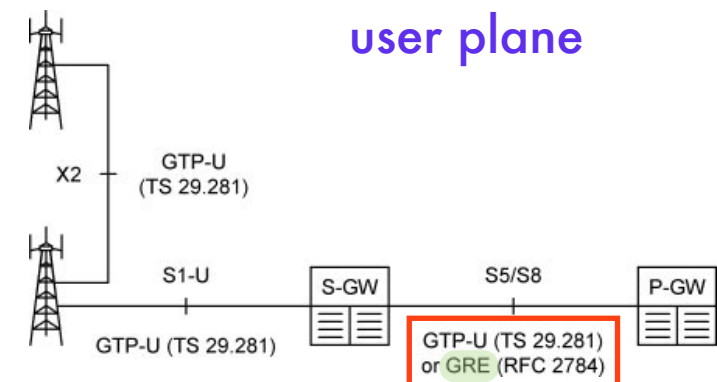 user plane
X2
GTP-U
(TS 29.281)
S1-U
S-GW
S5/S8
P-GW
GTP-U (TS 29.281)
GTP-U (TS 29.281)
or GRE (RFC 2784)